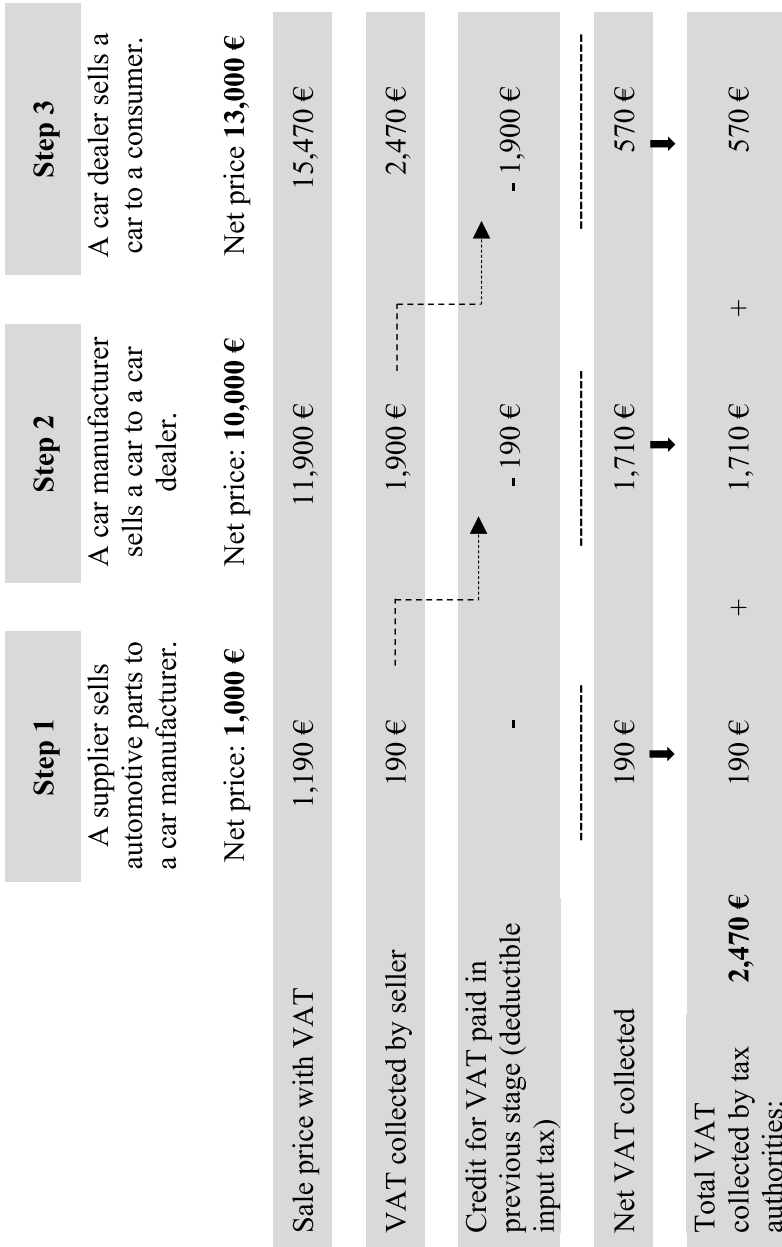 Step 1
Step 2
Step 3
A supplier sells
automotive parts to
a car manufacturer.
A car manufacturer
sells a car to a car
dealer.
A car dealer sells a
car to a consumer.
Net price: 1,000 €
Net price: 10,000 €
Net price 13,000 €
Sale price with VAT
1,190 €
11,900 €
15,470 €
VAT collected by seller
190 €
1,900 €
2,470 €
Credit for VAT paid in
previous stage (deductible
input tax)
-
- 190 €
- 1,900 €
Net VAT collected
190 €
1,710 €
570 €
Total VAT
collected by tax
authorities:
2,470 €
190 €
+
1,710 €
+
570 €